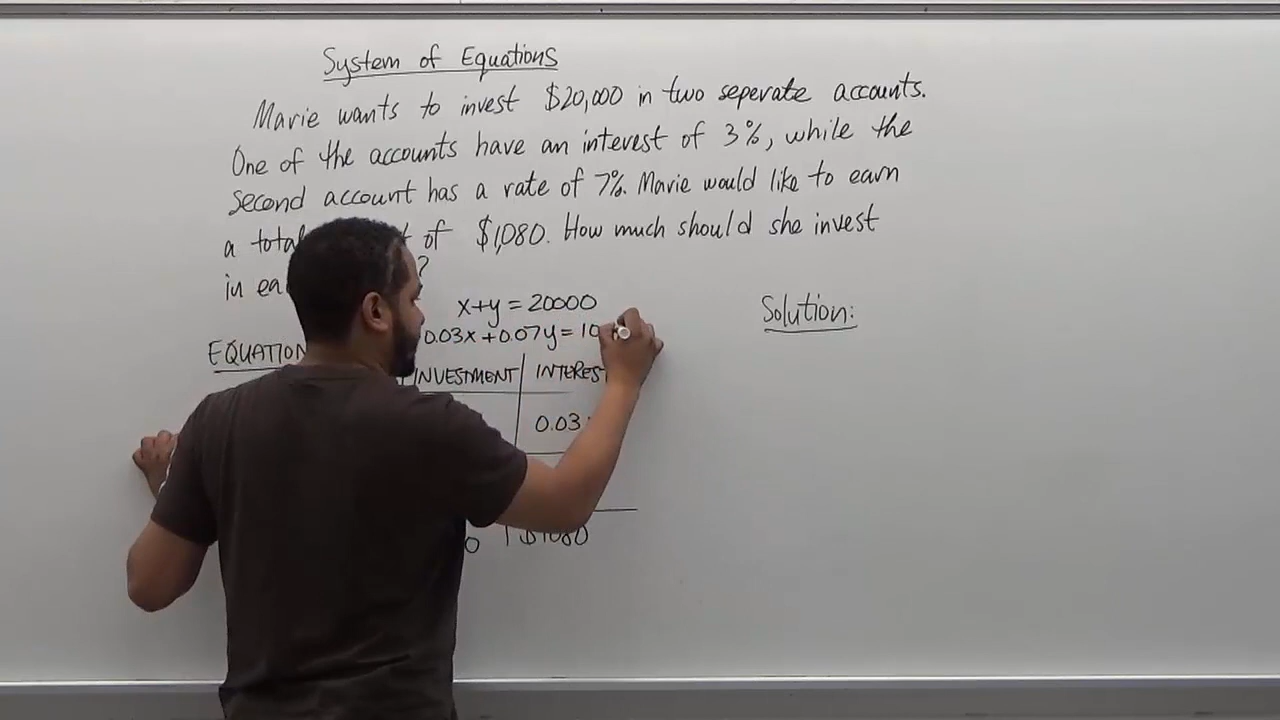 System of Equations
Marie wants to invest $20,000 in two seperate accounts.
One of the accounts have an interest of 3%, while the
second account has a rate of 7%. Marie would like to earn
a total of $1,080. How much should she invest
in ?
x+y = 20000
0.03x+0.07y = 10
Solution:
EQUATION
INVESTMENT INTEREST
0.03
0 $1080